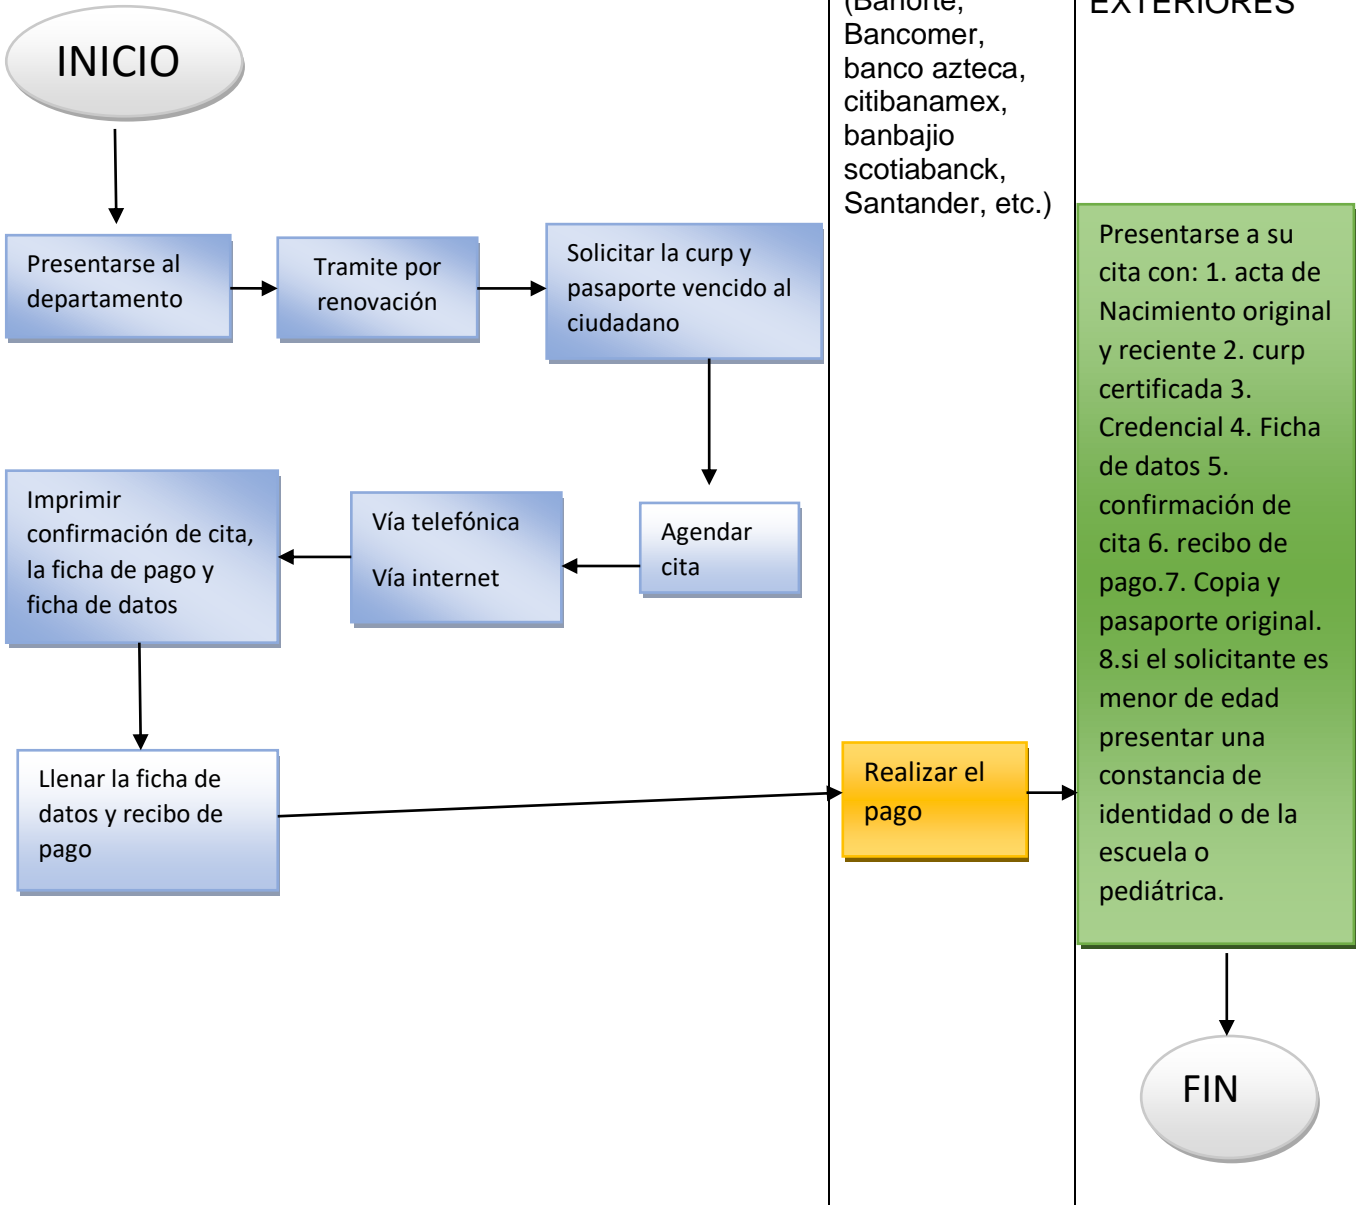 (Banorte,
Bancomer,
banco azteca,
citibanamex,
banbajio
scotiabanck,
Santander, etc.)
EXTERIORES
INICIO
Presentarse al
departamento
Tramite por
renovación
Solicitar la curp y
pasaporte vencido al
ciudadano
Agendar
cita
Vía telefónica
Vía internet
Imprimir
confirmación de cita,
la ficha de pago y
ficha de datos
Llenar la ficha de
datos y recibo de
pago
Realizar el
pago
Presentarse a su
cita con: 1. acta de
Nacimiento original
y reciente 2. curp
certificada 3.
Credencial 4. Ficha
de datos 5.
confirmación de
cita 6. recibo de
pago.7. Copia y
pasaporte original.
8.si el solicitante es
menor de edad
presentar una
constancia de
identidad o de la
escuela o
pediátrica.
FIN